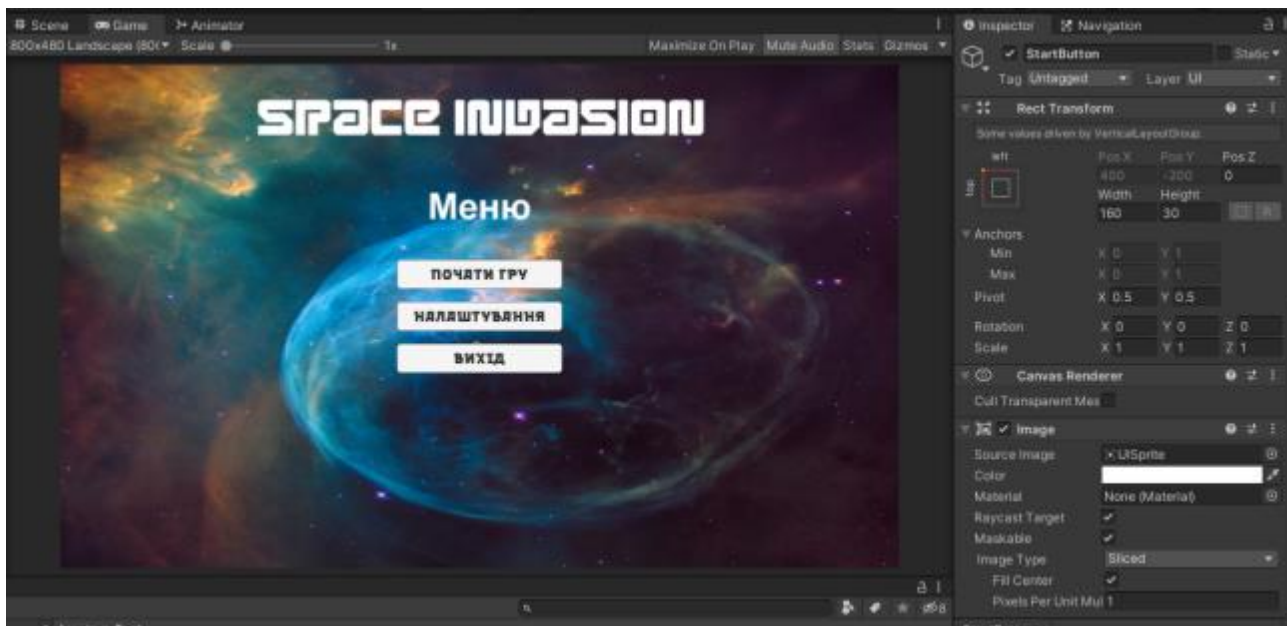 Scene Game Animator
800x480 Landscape (80( Scale 1x Maximize On Play Mute Audio Stats Gizmos
SPACE INVASION
Меню
ПОЧАТИ ГРУ
НАЛАШТУВАННЯ
ВИХІД
8
Inspector Navigation
StartButton Static
Tag Untagged Layer UI
Rect Transform
Some values driven by VerticalLayoutGroup.
left Pos X Pos Y Pos Z
top 400 -200 0
Width Height
160 30 R
Anchors
Min X 0 Y 1
Max X 0 Y 1
Pivot X 0.5 Y 0.5
Rotation X 0 Y 0 Z 0
Scale X 1 Y 1 Z 1
Canvas Renderer
Cull Transparent Mes
Image
Source Image UISprite
Color
Material None (Material)
Raycast Target
Maskable
Image Type Sliced
Fill Center
Pixels Per Unit Mul 1